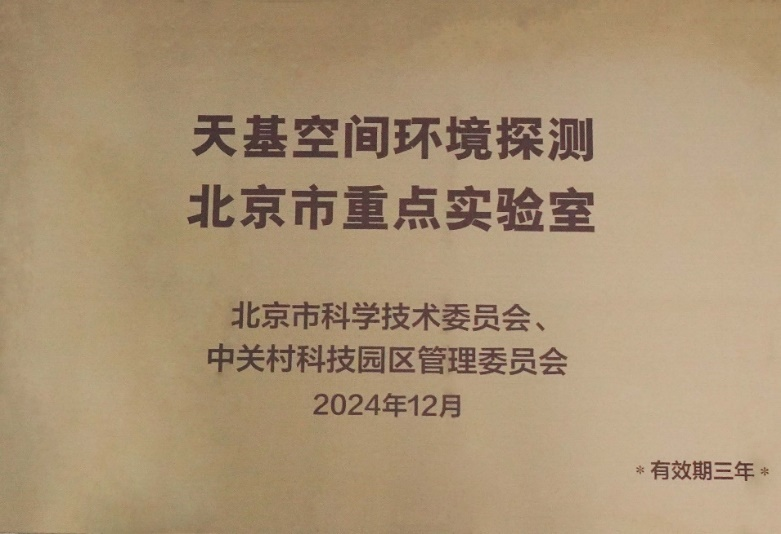 天基空间环境探测
北京市重点实验室
北京市科学技术委员会、
中关村科技园区管理委员会
2024年12月
*有效期三年*